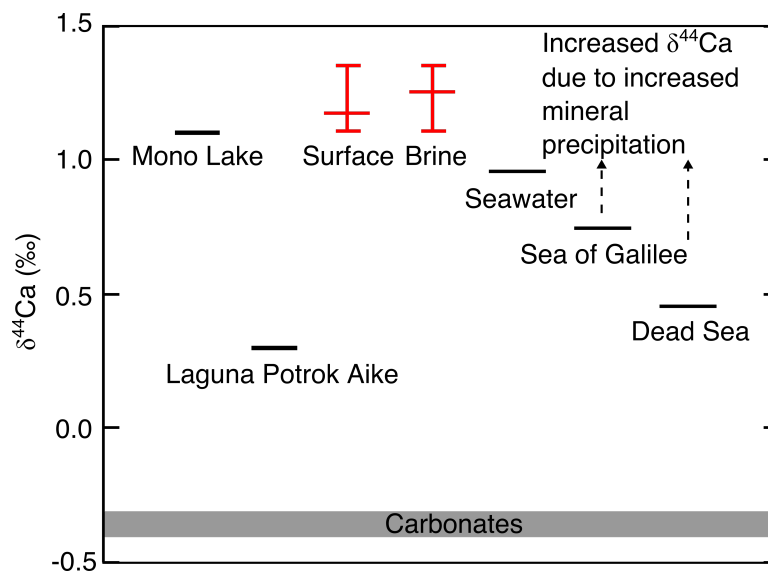 1.5
Increased δ⁴⁴Ca
due to increased
mineral
precipitation
Mono Lake
Surface
Brine
1.0
Seawater
Sea of Galilee
δ⁴⁴Ca (‰)
0.5
Dead Sea
Laguna Potrok Aike
0.0
Carbonates
-0.5